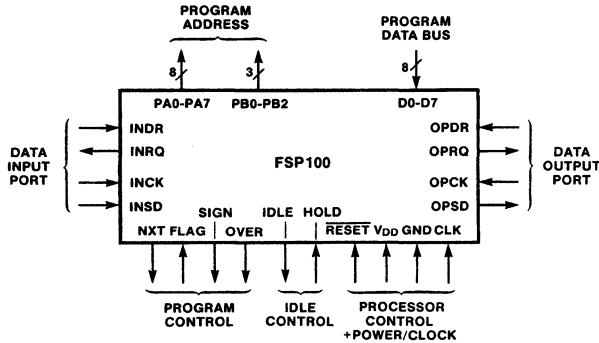 PROGRAM
ADDRESS
PROGRAM
DATA BUS
8
3
8
PA0-PA7 PB0-PB2 D0-D7
DATA
INPUT
PORT
INDR
INRQ
INCK
INSD
FSP100
OPDR
OPRQ
OPCK
OPSD
DATA
OUTPUT
PORT
SIGN IDLE HOLD
NXT FLAG OVER RESET VDD GND CLK
PROGRAM
CONTROL
IDLE
CONTROL
PROCESSOR
CONTROL
+POWER/CLOCK